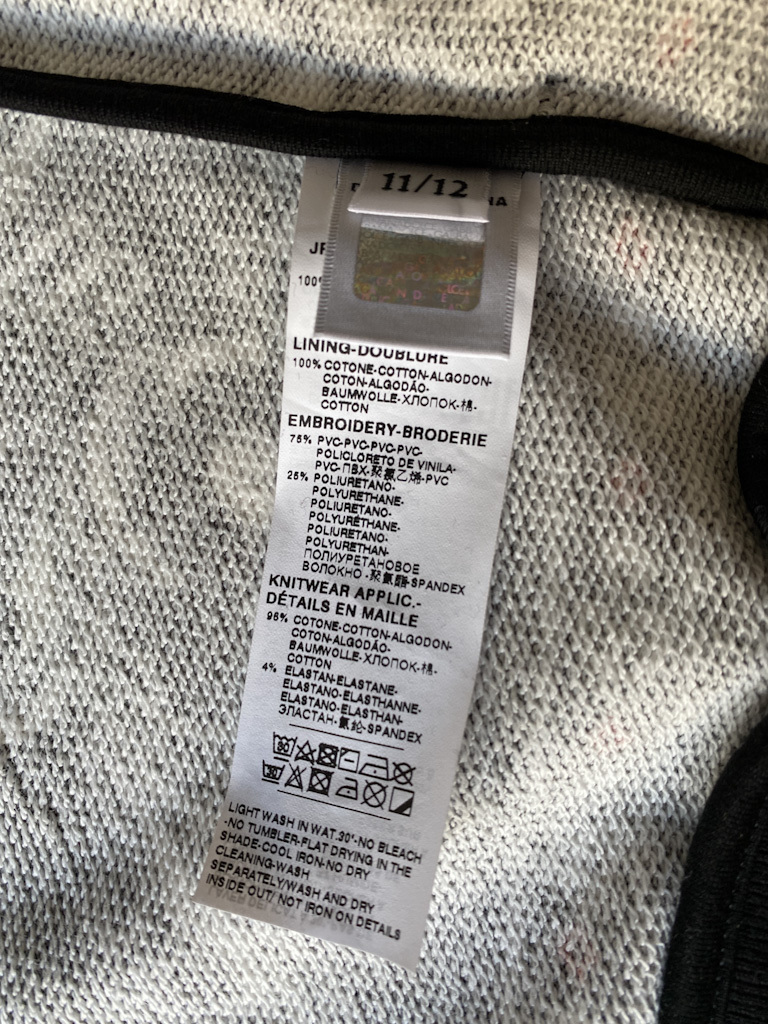 11/12
100%
LINING-DOUBLURE
100% COTONE-COTTON-ALGODON-
COTON-ALGODÃO-
BAUMWOLLE-ХЛОПОК-棉-
COTTON
EMBROIDERY-BRODERIE
75% PVC-PVC-PVC-PVC-
POLICLORETO DE VINILA-
PVC-ПВХ-聚氯乙烯-PVC
25% POLIURETANO-
POLYURETHANE-
POLIURETANO-
POLYURÉTHANE-
POLIURETANO-
POLYURETHAN-
ПОЛИУРЕТАНОВОЕ
ВОЛОКНО-聚氨酯-SPANDEX
KNITWEAR APPLIC.-
DÉTAILS EN MAILLE
96% COTONE-COTTON-ALGODON-
COTON-ALGODÃO-
BAUMWOLLE-ХЛОПОК-棉-
COTTON
4% ELASTAN-ELASTANE-
ELASTANO-ELASTHANNE-
ELASTANO-ELASTHAN-
ЭЛАСТАН-氨纶-SPANDEX
30
LIGHT WASH IN WAT.30°-NO BLEACH
-NO TUMBLER-FLAT DRYING IN THE
SHADE-COOL IRON-NO DRY
CLEANING-WASH
SEPARATELY/WASH AND DRY
INSIDE OUT/ NOT IRON ON DETAILS